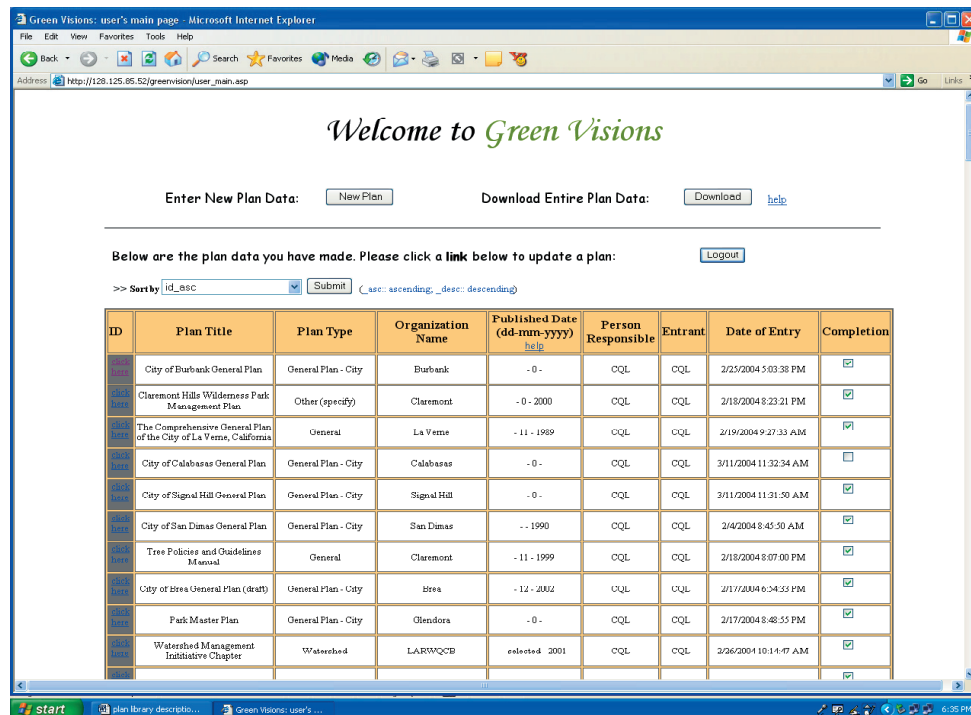 Green Visions: user's main page - Microsoft Internet Explorer
File Edit View Favorites Tools Help
Back Search Favorites Media
Address http://128.125.85.52/greenvision/user_main.asp Go Links
Welcome to Green Visions
Enter New Plan Data: New Plan Download Entire Plan Data: Download help
Below are the plan data you have made. Please click a link below to update a plan: Logout
>> Sort by id_asc Submit (_asc:: ascending; _desc:: descending)
ID Plan Title Plan Type Organization Name Published Date (dd-mm-yyyy) help Person Responsible Entrant Date of Entry Completion
click here City of Burbank General Plan General Plan - City Burbank - 0 - CQL CQL 2/25/2004 5:03:38 PM
click here Claremont Hills Wilderness Park Management Plan Other (specify) Claremont - 0 - 2000 CQL CQL 2/18/2004 8:23:21 PM
click here The Comprehensive General Plan of the City of La Verne, California General La Verne - 11 - 1989 CQL CQL 2/19/2004 9:27:33 AM
click here City of Calabasas General Plan General Plan - City Calabasas - 0 - CQL CQL 3/11/2004 11:32:34 AM
click here City of Signal Hill General Plan General Plan - City Signal Hill - 0 - CQL CQL 3/11/2004 11:31:50 AM
click here City of San Dimas General Plan General Plan - City San Dimas - - 1990 CQL CQL 2/4/2004 8:45:50 AM
click here Tree Policies and Guidelines Manual General Claremont - 11 - 1999 CQL CQL 2/18/2004 8:07:00 PM
click here City of Brea General Plan (draft) General Plan - City Brea - 12 - 2002 CQL CQL 2/17/2004 6:54:33 PM
click here Park Master Plan General Plan - City Glendora - 0 - CQL CQL 2/17/2004 8:48:55 PM
click here Watershed Management Inititiative Chapter Watershed LARWQCB selected 2001 CQL CQL 2/26/2004 10:14:47 AM
click
start plan library descriptio... Green Visions: user's ... 6:35 PM